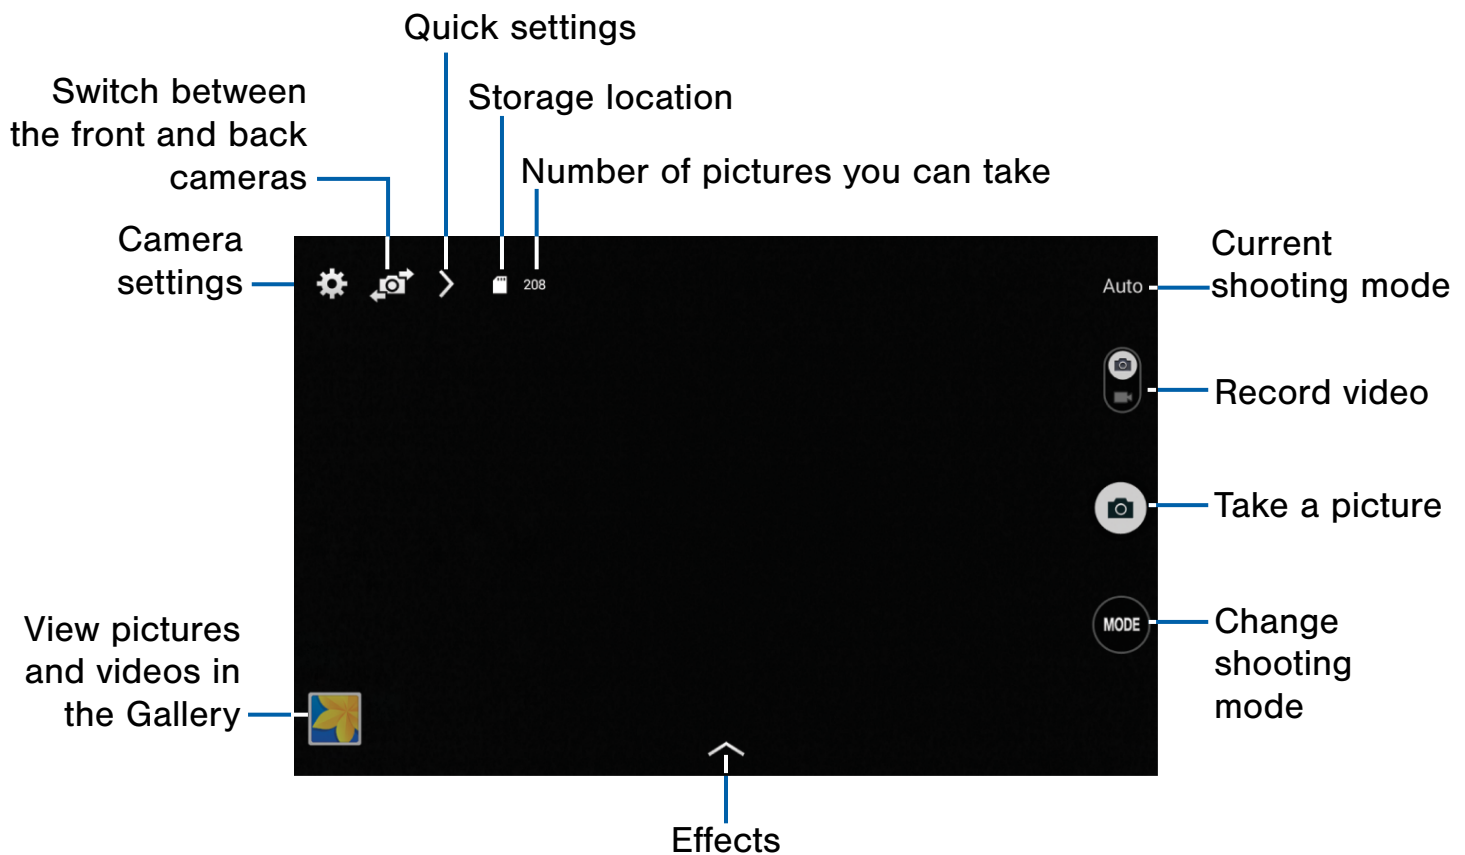 Quick settings
Switch between
the front and back
cameras
Storage location
Number of pictures you can take
Camera
settings
208
Auto
Current
shooting mode
Record video
Take a picture
MODE
Change
shooting
mode
View pictures
and videos in
the Gallery
Effects